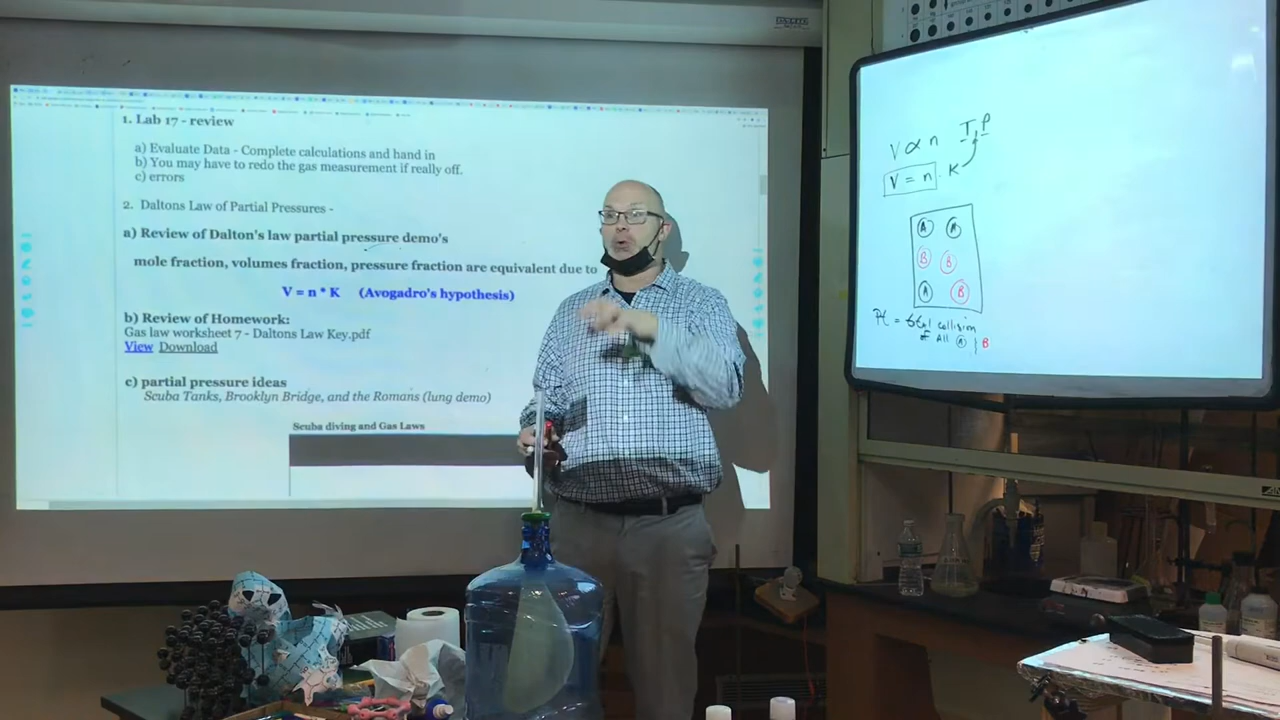 1. Lab 17 - review
a) Evaluate Data - Complete calculations and hand in
b) You may have to redo the gas measurement if really off.
c) errors
2. Daltons Law of Partial Pressures -
a) Review of Dalton's law partial pressure demo's
mole fraction, volumes fraction, pressure fraction are equivalent due to
V = n * K (Avogadro's hypothesis)
b) Review of Homework:
Gas law worksheet 7 - Daltons Law Key.pdf
View Download
c) partial pressure ideas
Scuba Tanks, Brooklyn Bridge, and the Romans (lung demo)
Scuba diving and Gas Laws
V ∝ n T, P
V = n · K
A A
B B
A B
Pt = total collision
of All A } B